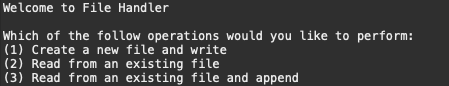 Welcome to File Handler
Which of the follow operations would you like to perform:
(1) Create a new file and write
(2) Read from an existing file
(3) Read from an existing file and append